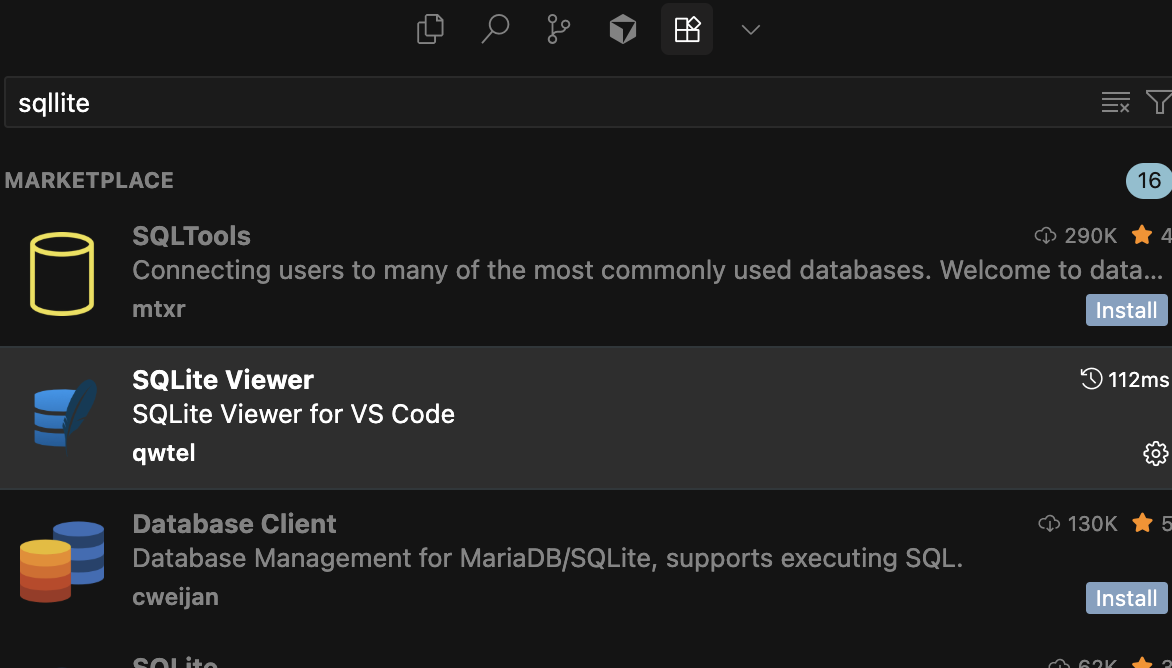 sqllite
MARKETPLACE
16
SQLTools
290K
4
Connecting users to many of the most commonly used databases. Welcome to data...
mtxr
Install
SQLite Viewer
112ms
SQLite Viewer for VS Code
qwtel
Database Client
130K
5
Database Management for MariaDB/SQLite, supports executing SQL.
cweijan
Install
SQLite
62K